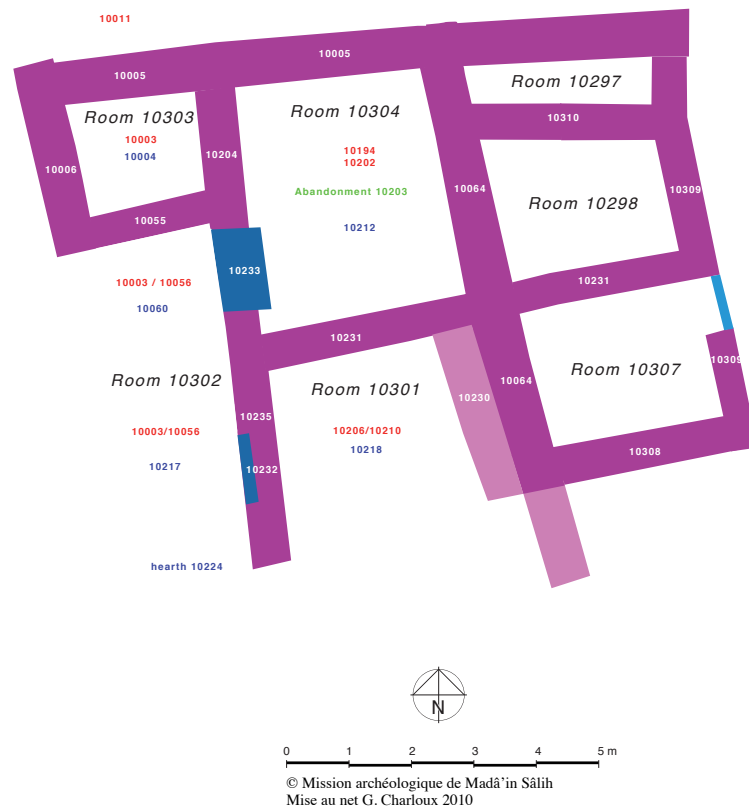 10011
10005
10005
Room 10297
Room 10303
Room 10304
10310
10003
10004
10204
10194
10202
10006
10064
10309
Abandonment 10203
Room 10298
10055
10212
10233
10003 / 10056
10060
10231
10231
Room 10302
Room 10301
10064
Room 10307
10309
10230
10003/10056
10235
10206/10210
10217
10232
10218
10308
hearth 10224
N
0 1 2 3 4 5 m
© Mission archéologique de Madâ'in Sâlih
Mise au net G. Charloux 2010